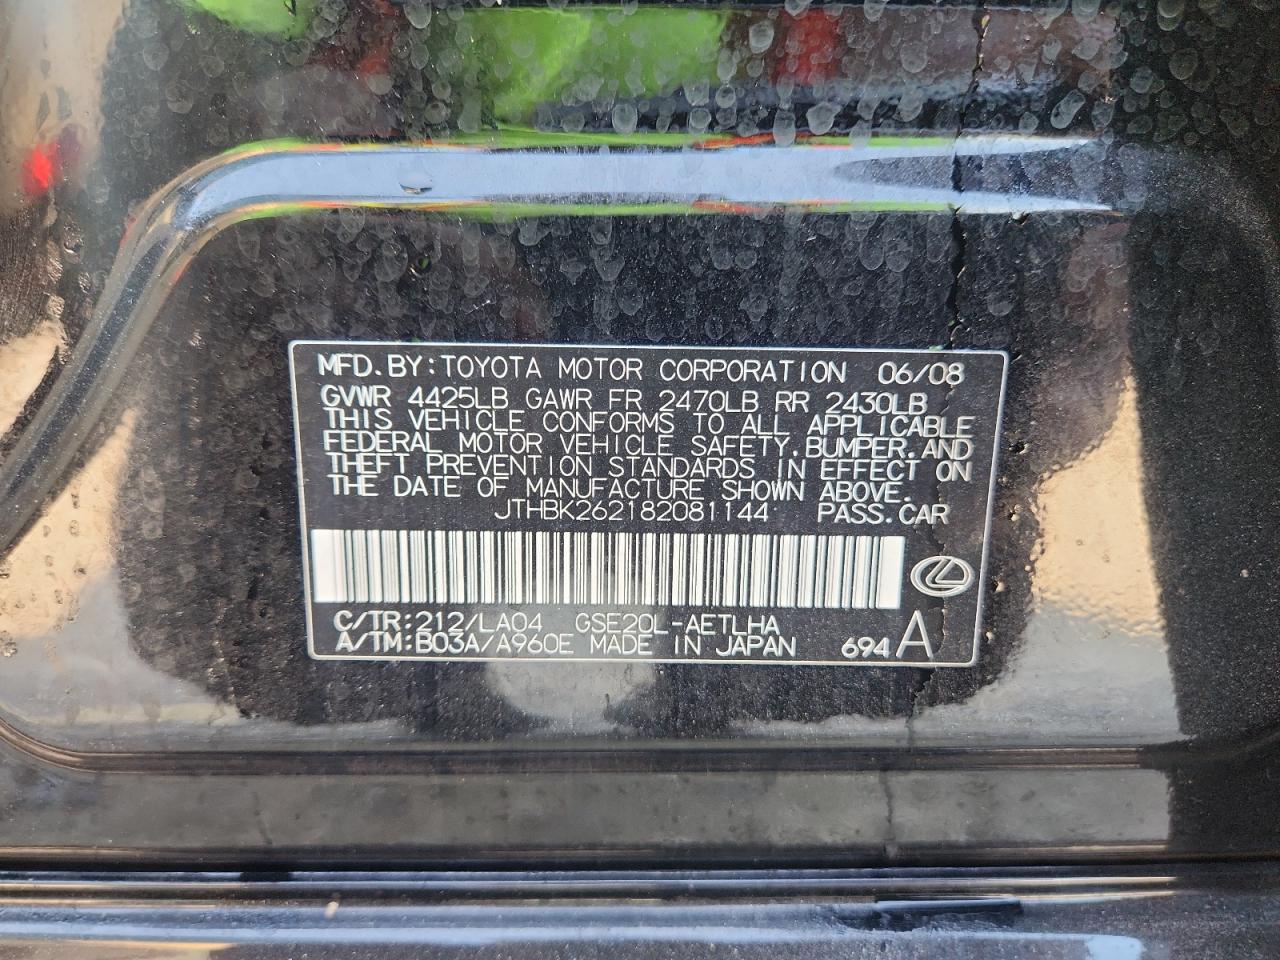 MFD.BY:TOYOTA MOTOR CORPORATION 06/08
GVWR 4425LB GAWR FR 2470LB RR 2430LB
THIS VEHICLE CONFORMS TO ALL APPLICABLE
FEDERAL MOTOR VEHICLE SAFETY,BUMPER,AND
THEFT PREVENTION STANDARDS IN EFFECT ON
THE DATE OF MANUFACTURE SHOWN ABOVE.
JTHBK262182081144 PASS.CAR
C/TR:212/LA04 GSE20L-AETLHA
A/TM:B03A/A960E MADE IN JAPAN 694 A